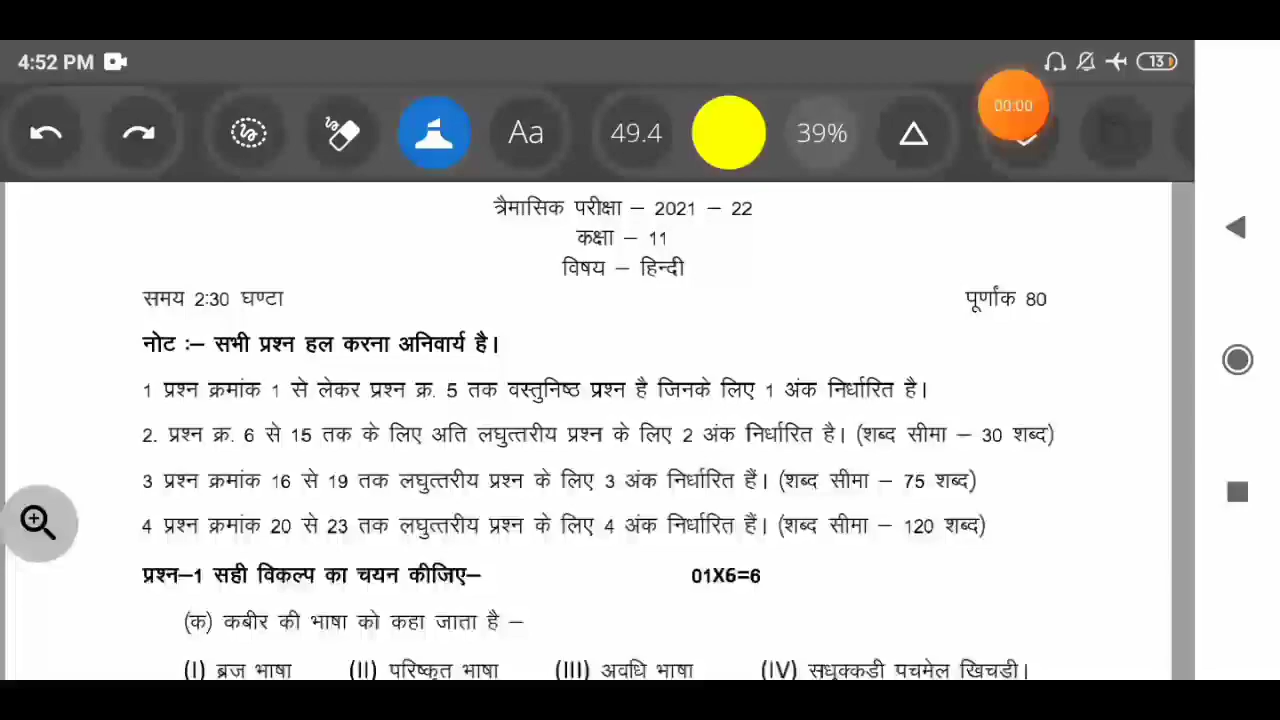 4:52 PM
13
00:00
Aa
49.4
39%
त्रैमासिक परीक्षा – 2021 – 22
कक्षा – 11
विषय – हिन्दी
समय 2:30 घण्टा पूर्णांक 80
नोट :– सभी प्रश्न हल करना अनिवार्य है।
1 प्रश्न क्रमांक 1 से लेकर प्रश्न क्र. 5 तक वस्तुनिष्ठ प्रश्न है जिनके लिए 1 अंक निर्धारित है।
2. प्रश्न क्र. 6 से 15 तक के लिए अति लघुत्तरीय प्रश्न के लिए 2 अंक निर्धारित है। (शब्द सीमा – 30 शब्द)
3 प्रश्न क्रमांक 16 से 19 तक लघुत्तरीय प्रश्न के लिए 3 अंक निर्धारित हैं। (शब्द सीमा – 75 शब्द)
4 प्रश्न क्रमांक 20 से 23 तक लघुत्तरीय प्रश्न के लिए 4 अंक निर्धारित हैं। (शब्द सीमा – 120 शब्द)
प्रश्न–1 सही विकल्प का चयन कीजिए– 01X6=6
(क) कबीर की भाषा को कहा जाता है –
(I) ब्रज भाषा (II) परिष्कृत भाषा (III) अवधि भाषा (IV) सधुक्कडी पचमेल खिचडी।